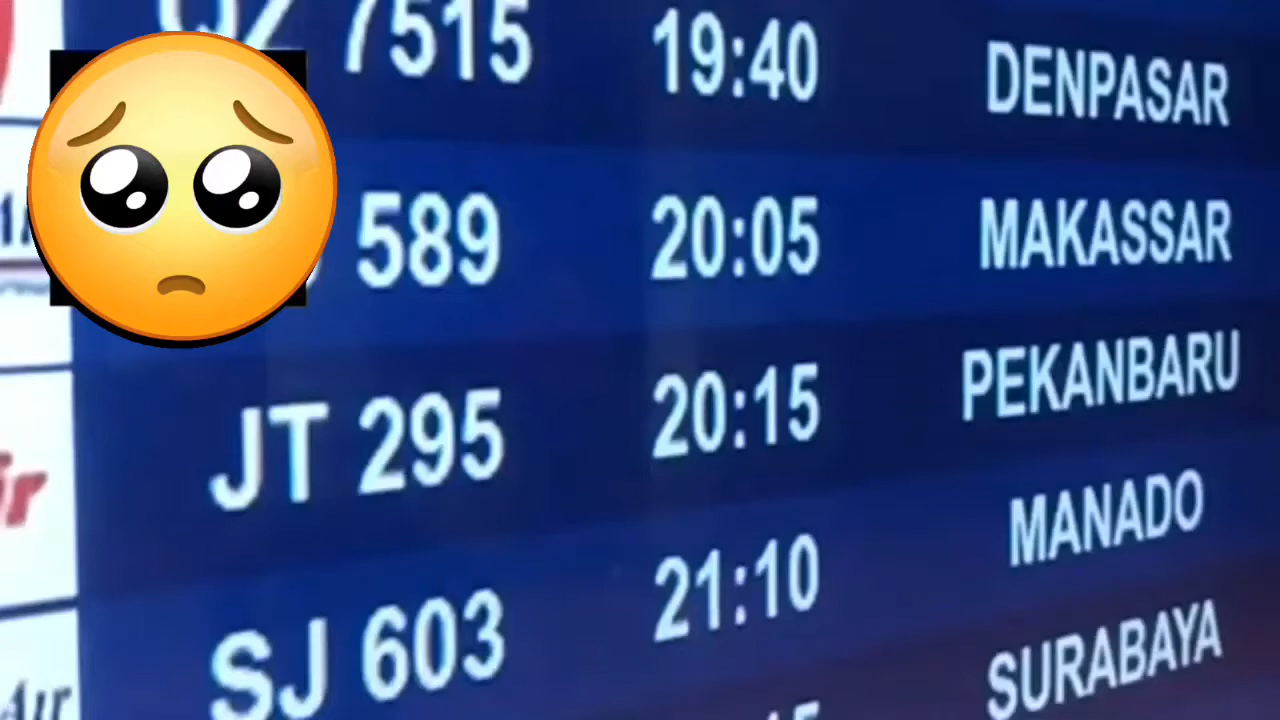 QZ 7515 19:40 DENPASAR
589 20:05 MAKASSAR
JT 295 20:15 PEKANBARU
SJ 603 21:10 MANADO
SURABAYA